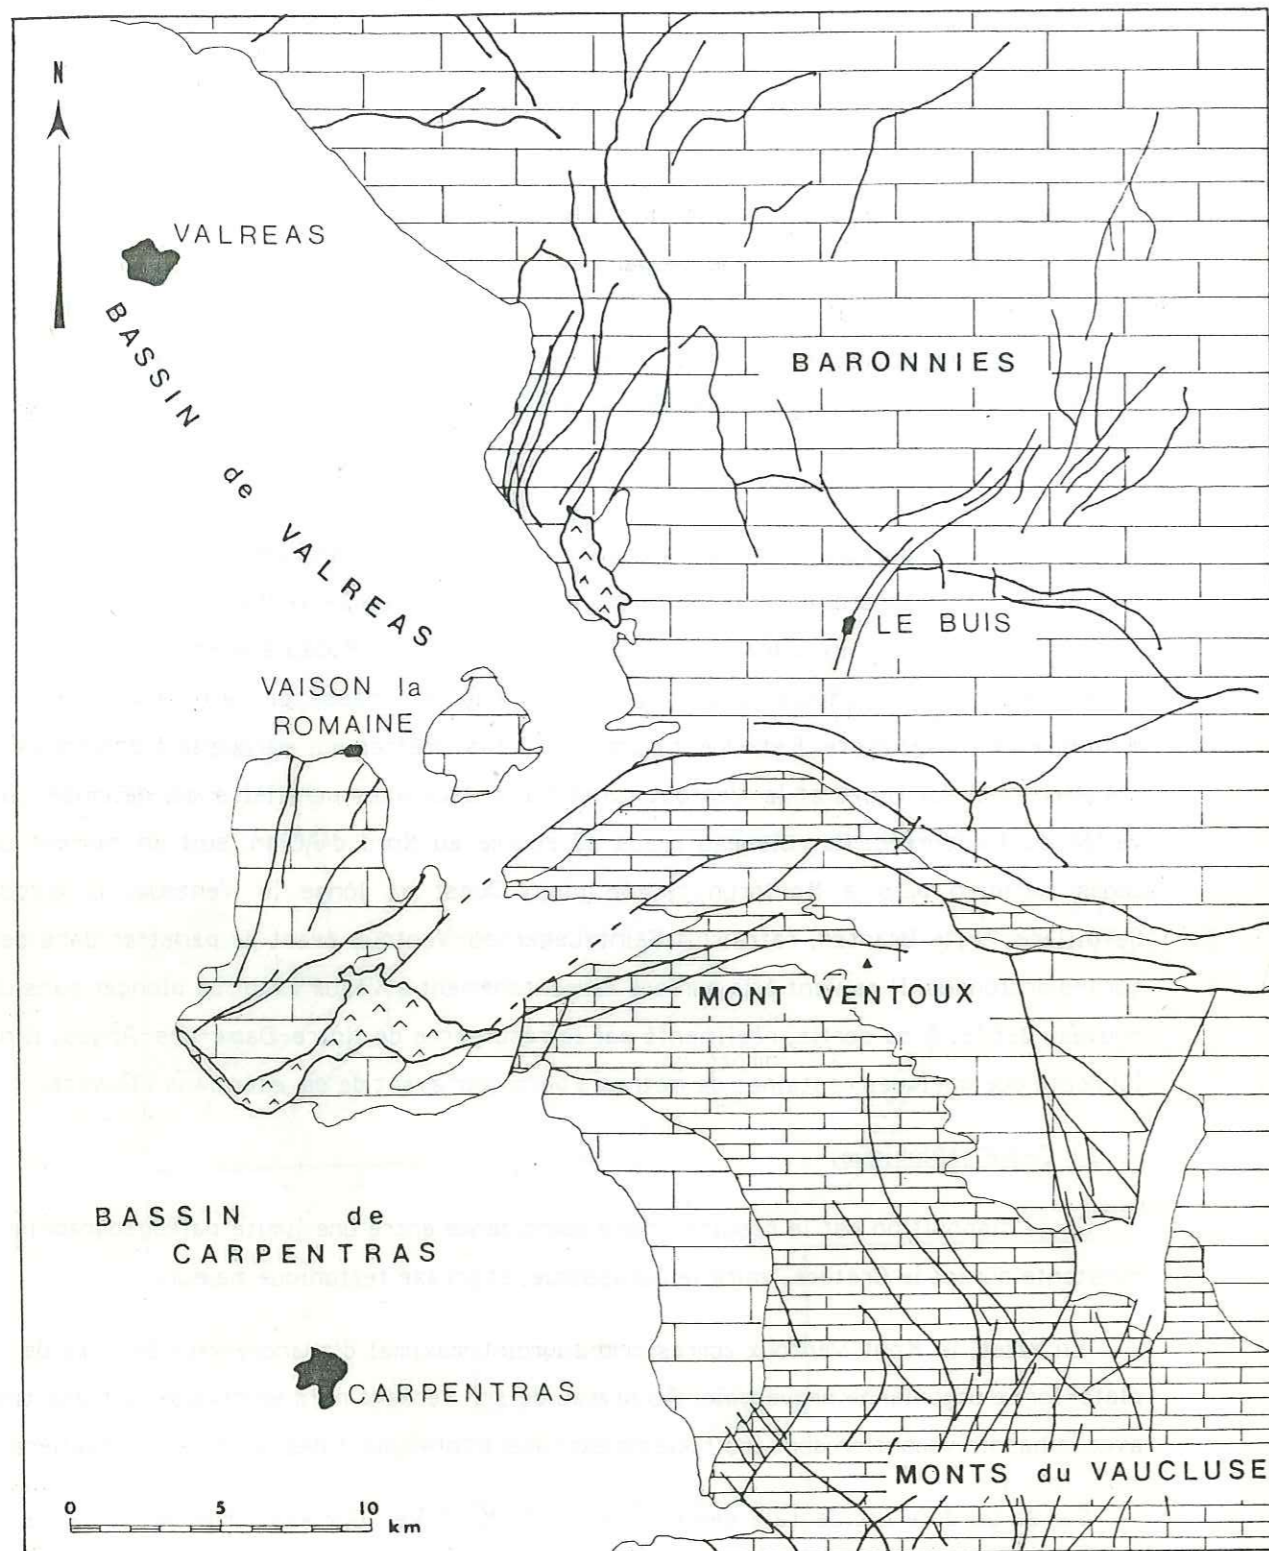 N
VALREAS
BASSIN de VALREAS
BARONNIES
LE BUIS
VAISON la
ROMAINE
MONT VENTOUX
BASSIN de
CARPENTRAS
CARPENTRAS
MONTS du VAUCLUSE
0 5 10
km